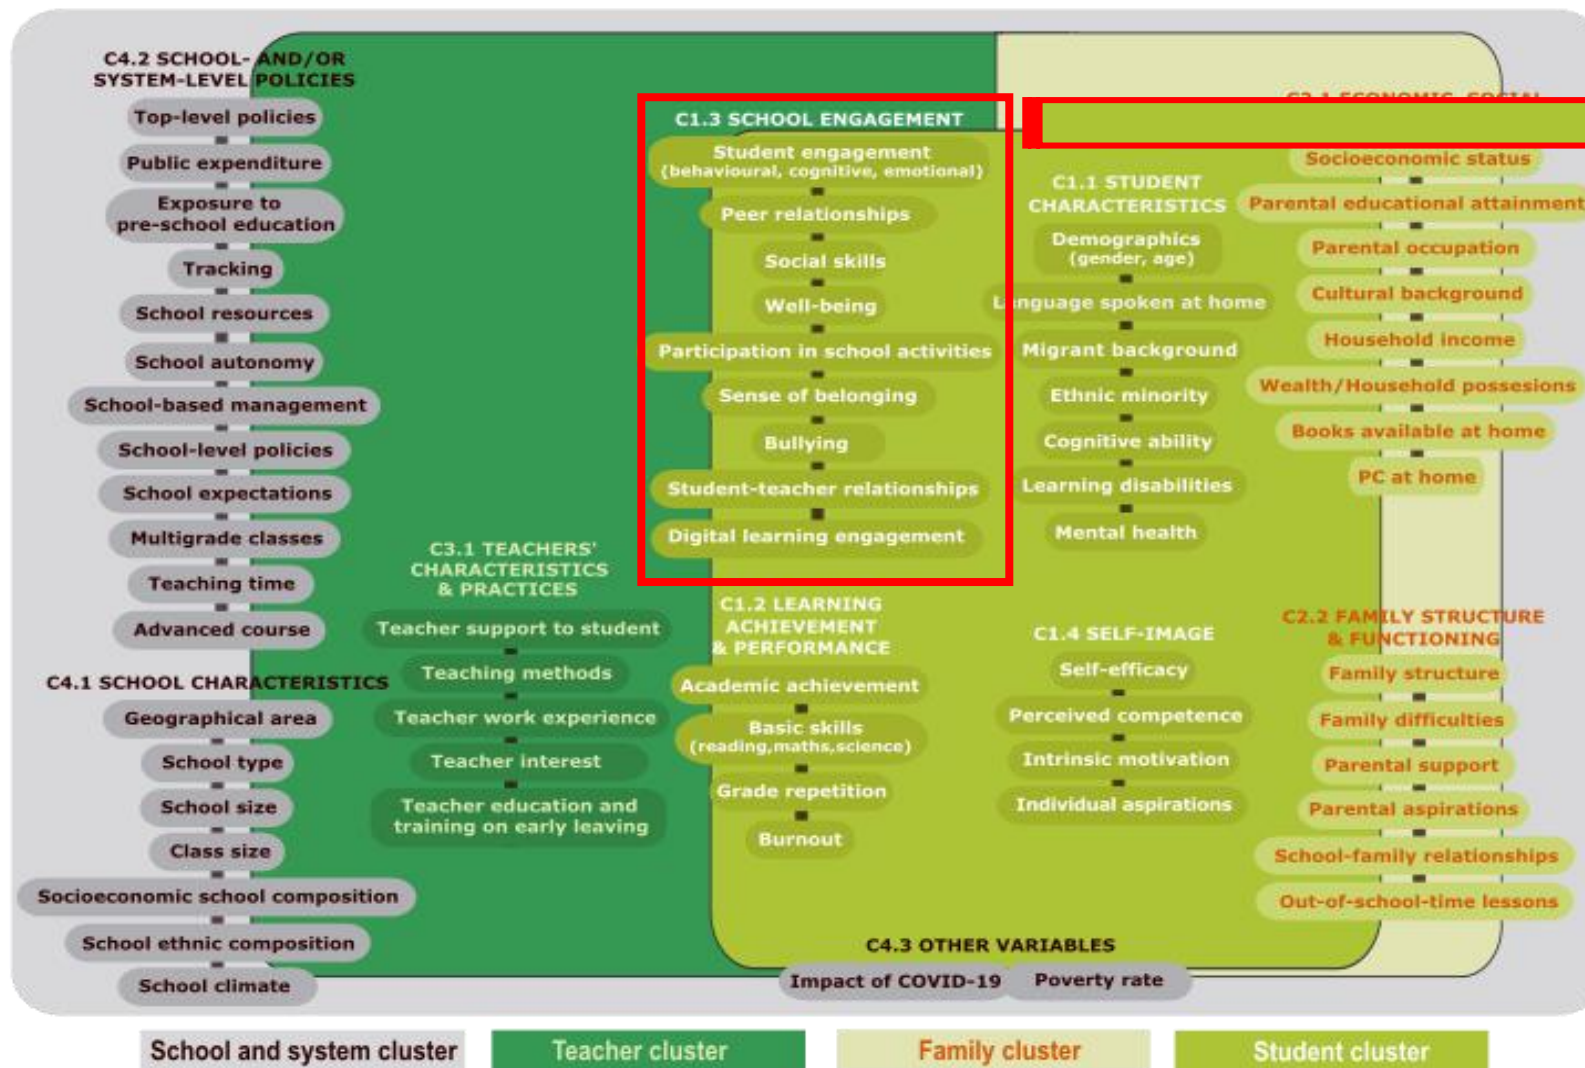 C4.2 SCHOOL- AND/OR
SYSTEM-LEVEL POLICIES
Top-level policies
Public expenditure
Exposure to
pre-school education
Tracking
School resources
School autonomy
School-based management
School-level policies
School expectations
Multigrade classes
Teaching time
Advanced course
C4.1 SCHOOL CHARACTERISTICS
Geographical area
School type
School size
Class size
Socioeconomic school composition
School ethnic composition
School climate
C3.1 TEACHERS'
CHARACTERISTICS
& PRACTICES
Teacher support to student
Teaching methods
Teacher work experience
Teacher interest
Teacher education and
training on early leaving
C1.3 SCHOOL ENGAGEMENT
Student engagement
(behavioural, cognitive, emotional)
Peer relationships
Social skills
Well-being
Participation in school activities
Sense of belonging
Bullying
Student-teacher relationships
Digital learning engagement
C1.2 LEARNING
ACHIEVEMENT
& PERFORMANCE
Academic achievement
Basic skills
(reading,maths,science)
Grade repetition
Burnout
C1.1 STUDENT
CHARACTERISTICS
Demographics
(gender, age)
Language spoken at home
Migrant background
Ethnic minority
Cognitive ability
Learning disabilities
Mental health
C1.4 SELF-IMAGE
Self-efficacy
Perceived competence
Intrinsic motivation
Individual aspirations
C2.1 ECONOMIC, SOCIAL
Socioeconomic status
Parental educational attainment
Parental occupation
Cultural background
Household income
Wealth/Household possesions
Books available at home
PC at home
C2.2 FAMILY STRUCTURE
& FUNCTIONING
Family structure
Family difficulties
Parental support
Parental aspirations
School-family relationships
Out-of-school-time lessons
C4.3 OTHER VARIABLES
Impact of COVID-19
Poverty rate
School and system cluster
Teacher cluster
Family cluster
Student cluster